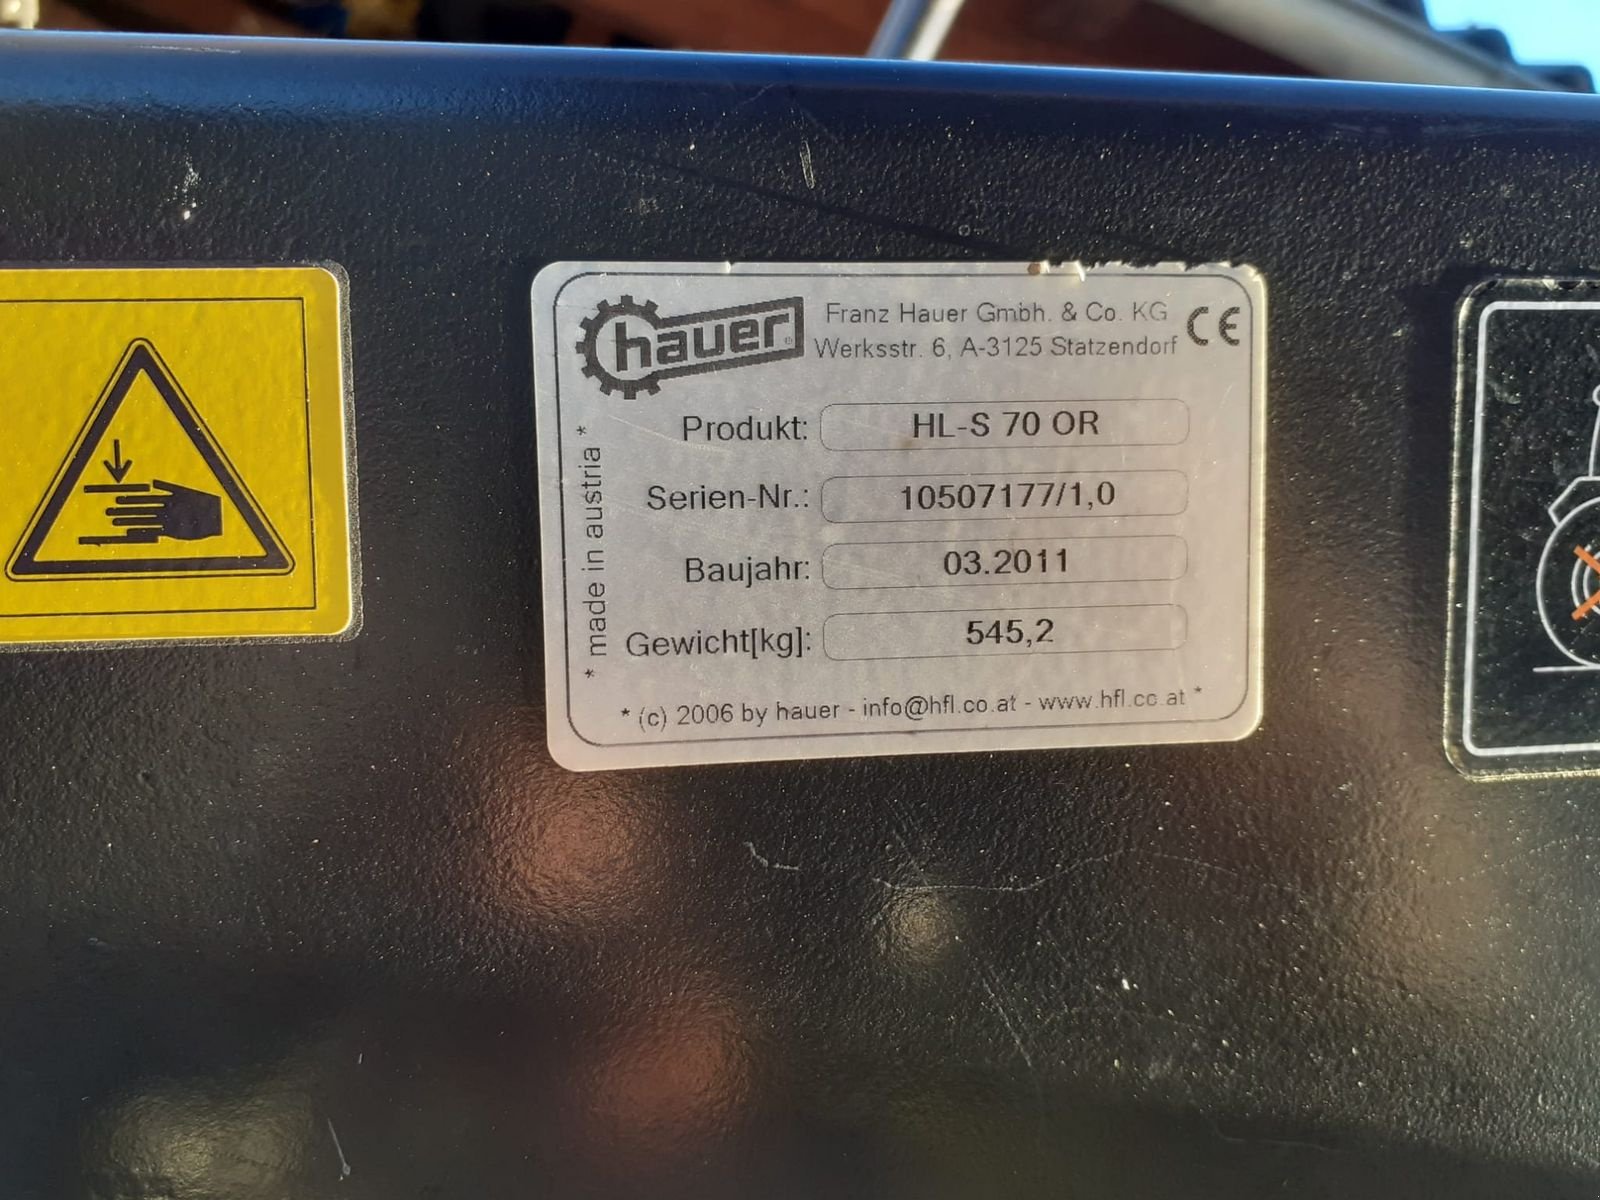 hauer®
Franz Hauer Gmbh. & Co. KG
Werksstr. 6, A-3125 Statzendorf
CE
Produkt: HL-S 70 OR
Serien-Nr.: 10507177/1,0
Baujahr: 03.2011
Gewicht[kg]: 545,2
* made in austria *
* (c) 2006 by hauer - info@hfl.co.at - www.hfl.co.at *